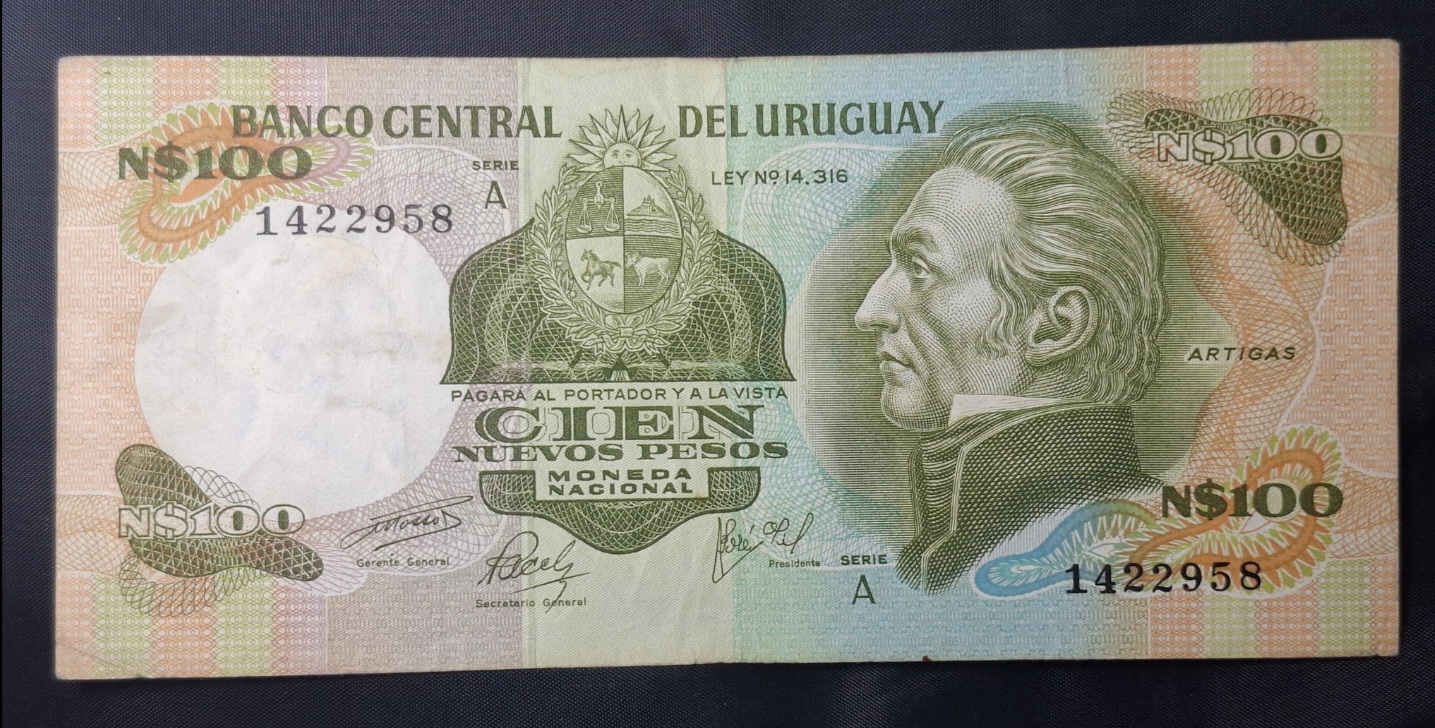 BANCO CENTRAL DEL URUGUAY
N$100
N$100
SERIE
A
LEY Nº 14.316
1422958
ARTIGAS
PAGARÁ AL PORTADOR Y A LA VISTA
CIEN
NUEVOS PESOS
MONEDA
NACIONAL
N$100
N$100
Gerente General
Secretario General
Presidente
SERIE
A
1422958